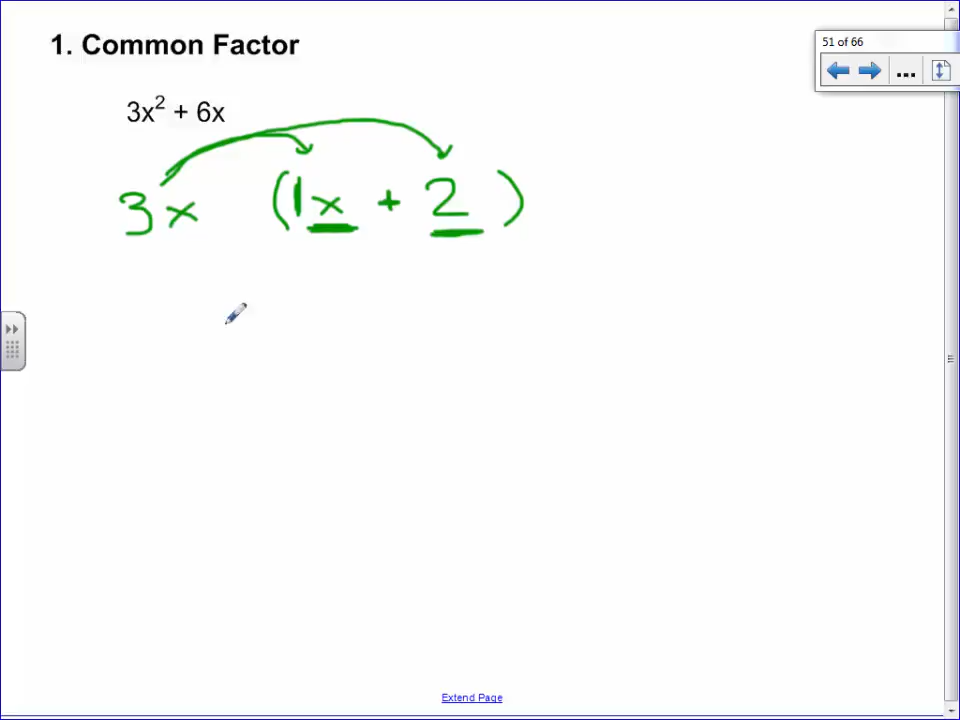 1. Common Factor
51 of 66
...
3x² + 6x
3x (1x + 2)
Extend Page